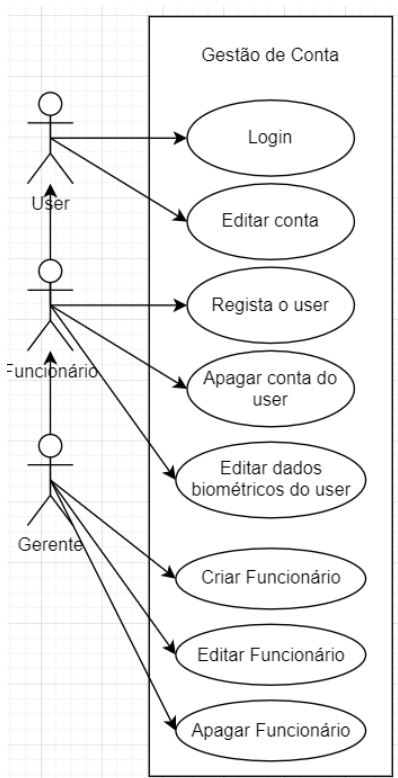 Gestão de Conta
Login
User
Editar conta
Regista o user
Funcionário
Apagar conta do
user
Editar dados
biométricos do user
Gerente
Criar Funcionário
Editar Funcionário
Apagar Funcionário